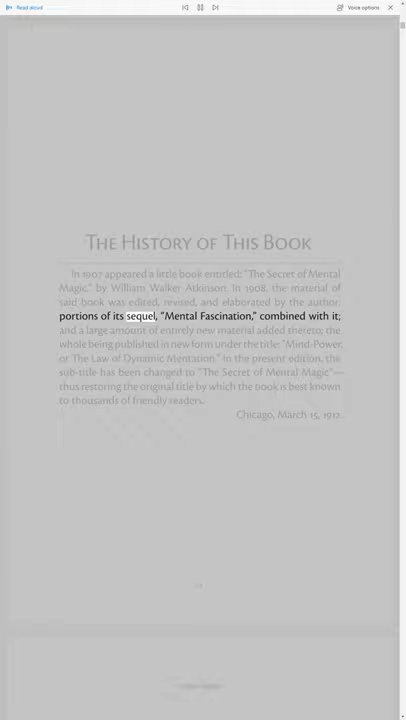 Read aloud
Voice options
The History of This Book
In 1907 appeared a little book entitled: "The Secret of Mental
Magic," by William Walker Atkinson. In 1908, the material of
said book was edited, revised, and elaborated by the author;
portions of its sequel, "Mental Fascination," combined with it;
and a large amount of entirely new material added thereto; the
whole being published in new form under the title: "Mind-Power,
or The Law of Dynamic Mentation." In the present edition, the
sub-title has been changed to "The Secret of Mental Magic"—
thus restoring the original title by which the book is best known
to thousands of friendly readers.
Chicago, March 15, 1912.